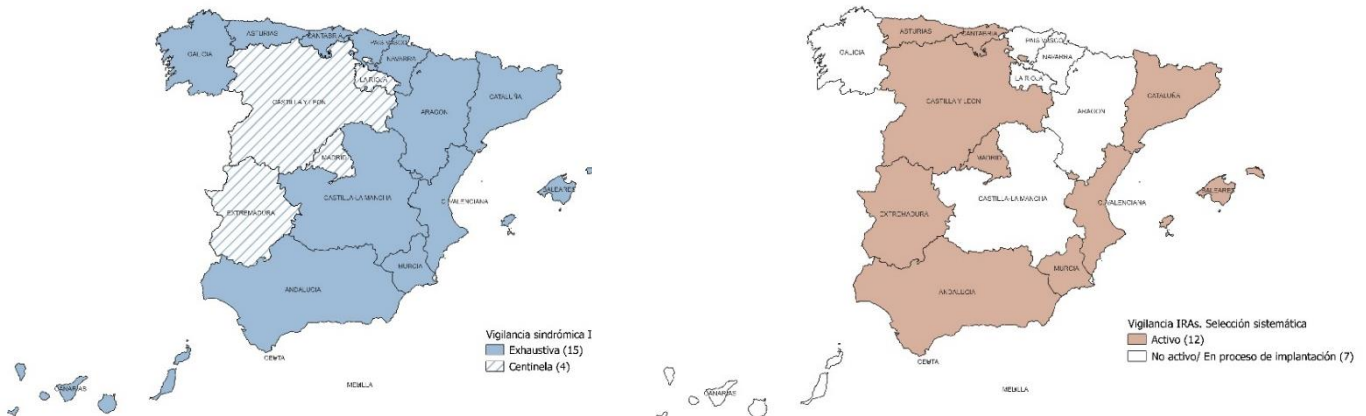 ASTURIAS
CANTABRIA
GALICIA
PAIS VASCO
NAVARRA
LA RIOJA
CASTILLA Y LEON
ARAGON
CATALUÑA
MADRID
EXTREMADURA
CASTILLA-LA MANCHA
C. VALENCIANA
BALEARES
MURCIA
ANDALUCIA
CEUTA
MELILLA
CANARIAS
Vigilancia sindrómica I
Exhaustiva (15)
Centinela (4)
ASTURIAS
CANTABRIA
GALICIA
PAIS VASCO
NAVARRA
LA RIOJA
CASTILLA Y LEON
ARAGON
CATALUÑA
MADRID
EXTREMADURA
CASTILLA-LA MANCHA
C. VALENCIANA
BALEARES
MURCIA
ANDALUCIA
CEUTA
MELILLA
CANARIAS
Vigilancia IRAs. Selección sistemática
Activo (12)
No activo/ En proceso de implantación (7)